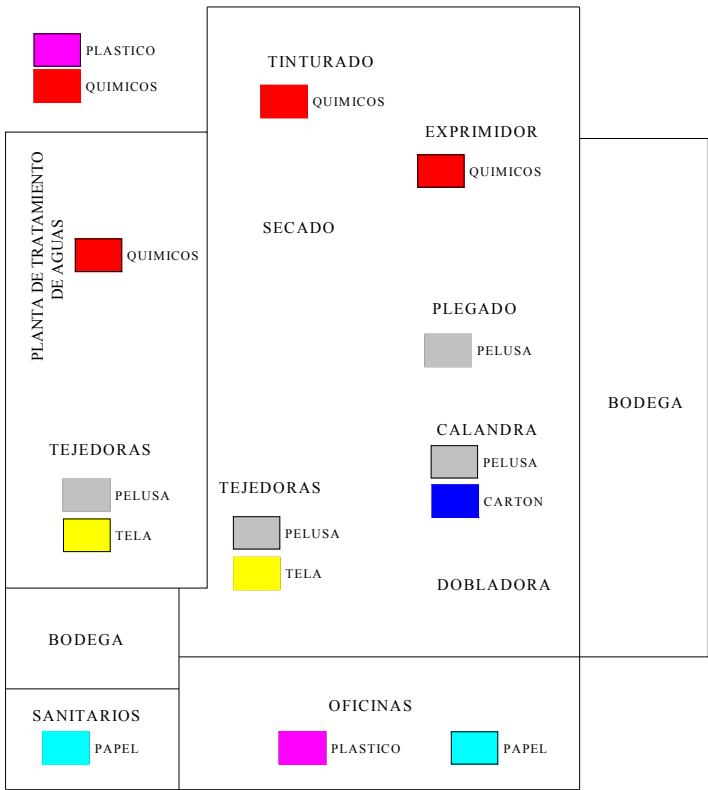 PLASTICO
QUIMICOS
TINTURADO
QUIMICOS
EXPRIMIDOR
QUIMICOS
PLANTA DE TRATAMIENTO
DE AGUAS
QUIMICOS
SECADO
PLEGADO
PELUSA
BODEGA
CALANDRA
PELUSA
CARTON
TEJEDORAS
PELUSA
TELA
TEJEDORAS
PELUSA
TELA
DOBLADORA
BODEGA
SANITARIOS
PAPEL
OFICINAS
PLASTICO
PAPEL